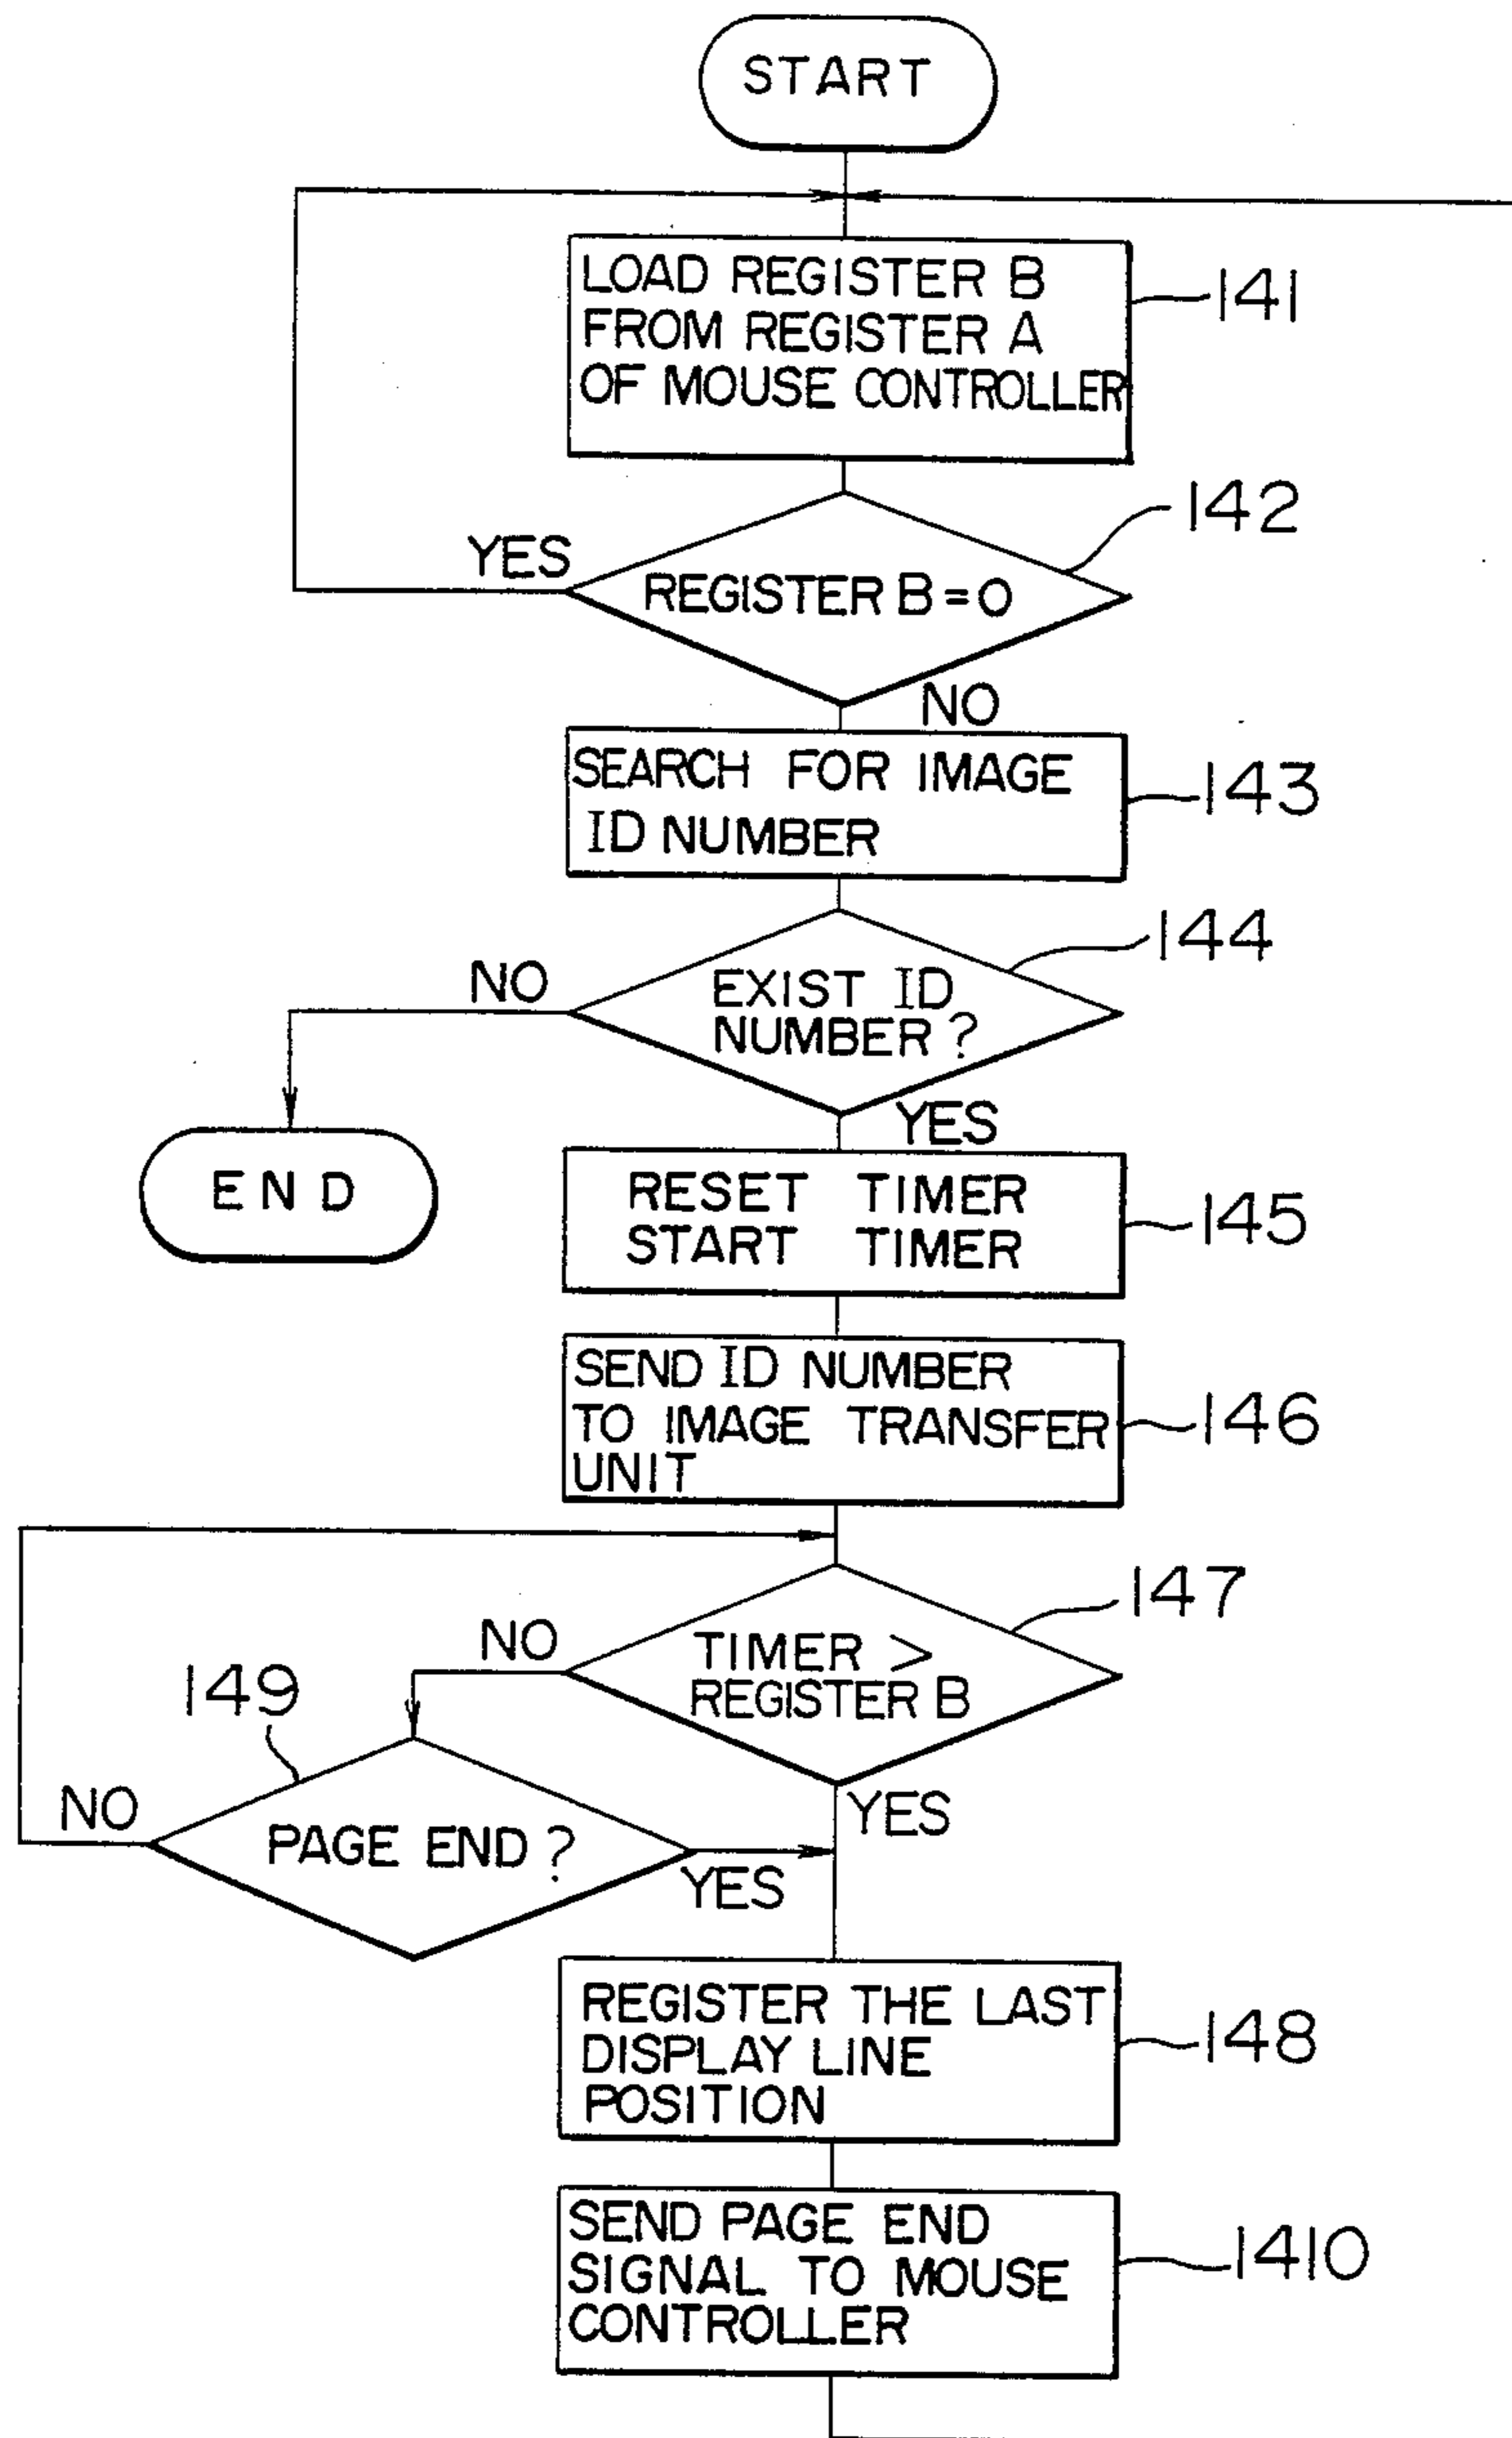 START
LOAD REGISTER B
FROM REGISTER A
OF MOUSE CONTROLLER
141
142
YES
REGISTER B = 0
NO
SEARCH FOR IMAGE
ID NUMBER
143
144
NO
EXIST ID
NUMBER ?
YES
END
RESET TIMER
START TIMER
145
SEND ID NUMBER
TO IMAGE TRANSFER
UNIT
146
147
NO
TIMER >
REGISTER B
149
YES
NO
PAGE END ?
YES
REGISTER THE LAST
DISPLAY LINE
POSITION
148
SEND PAGE END
SIGNAL TO MOUSE
CONTROLLER
1410